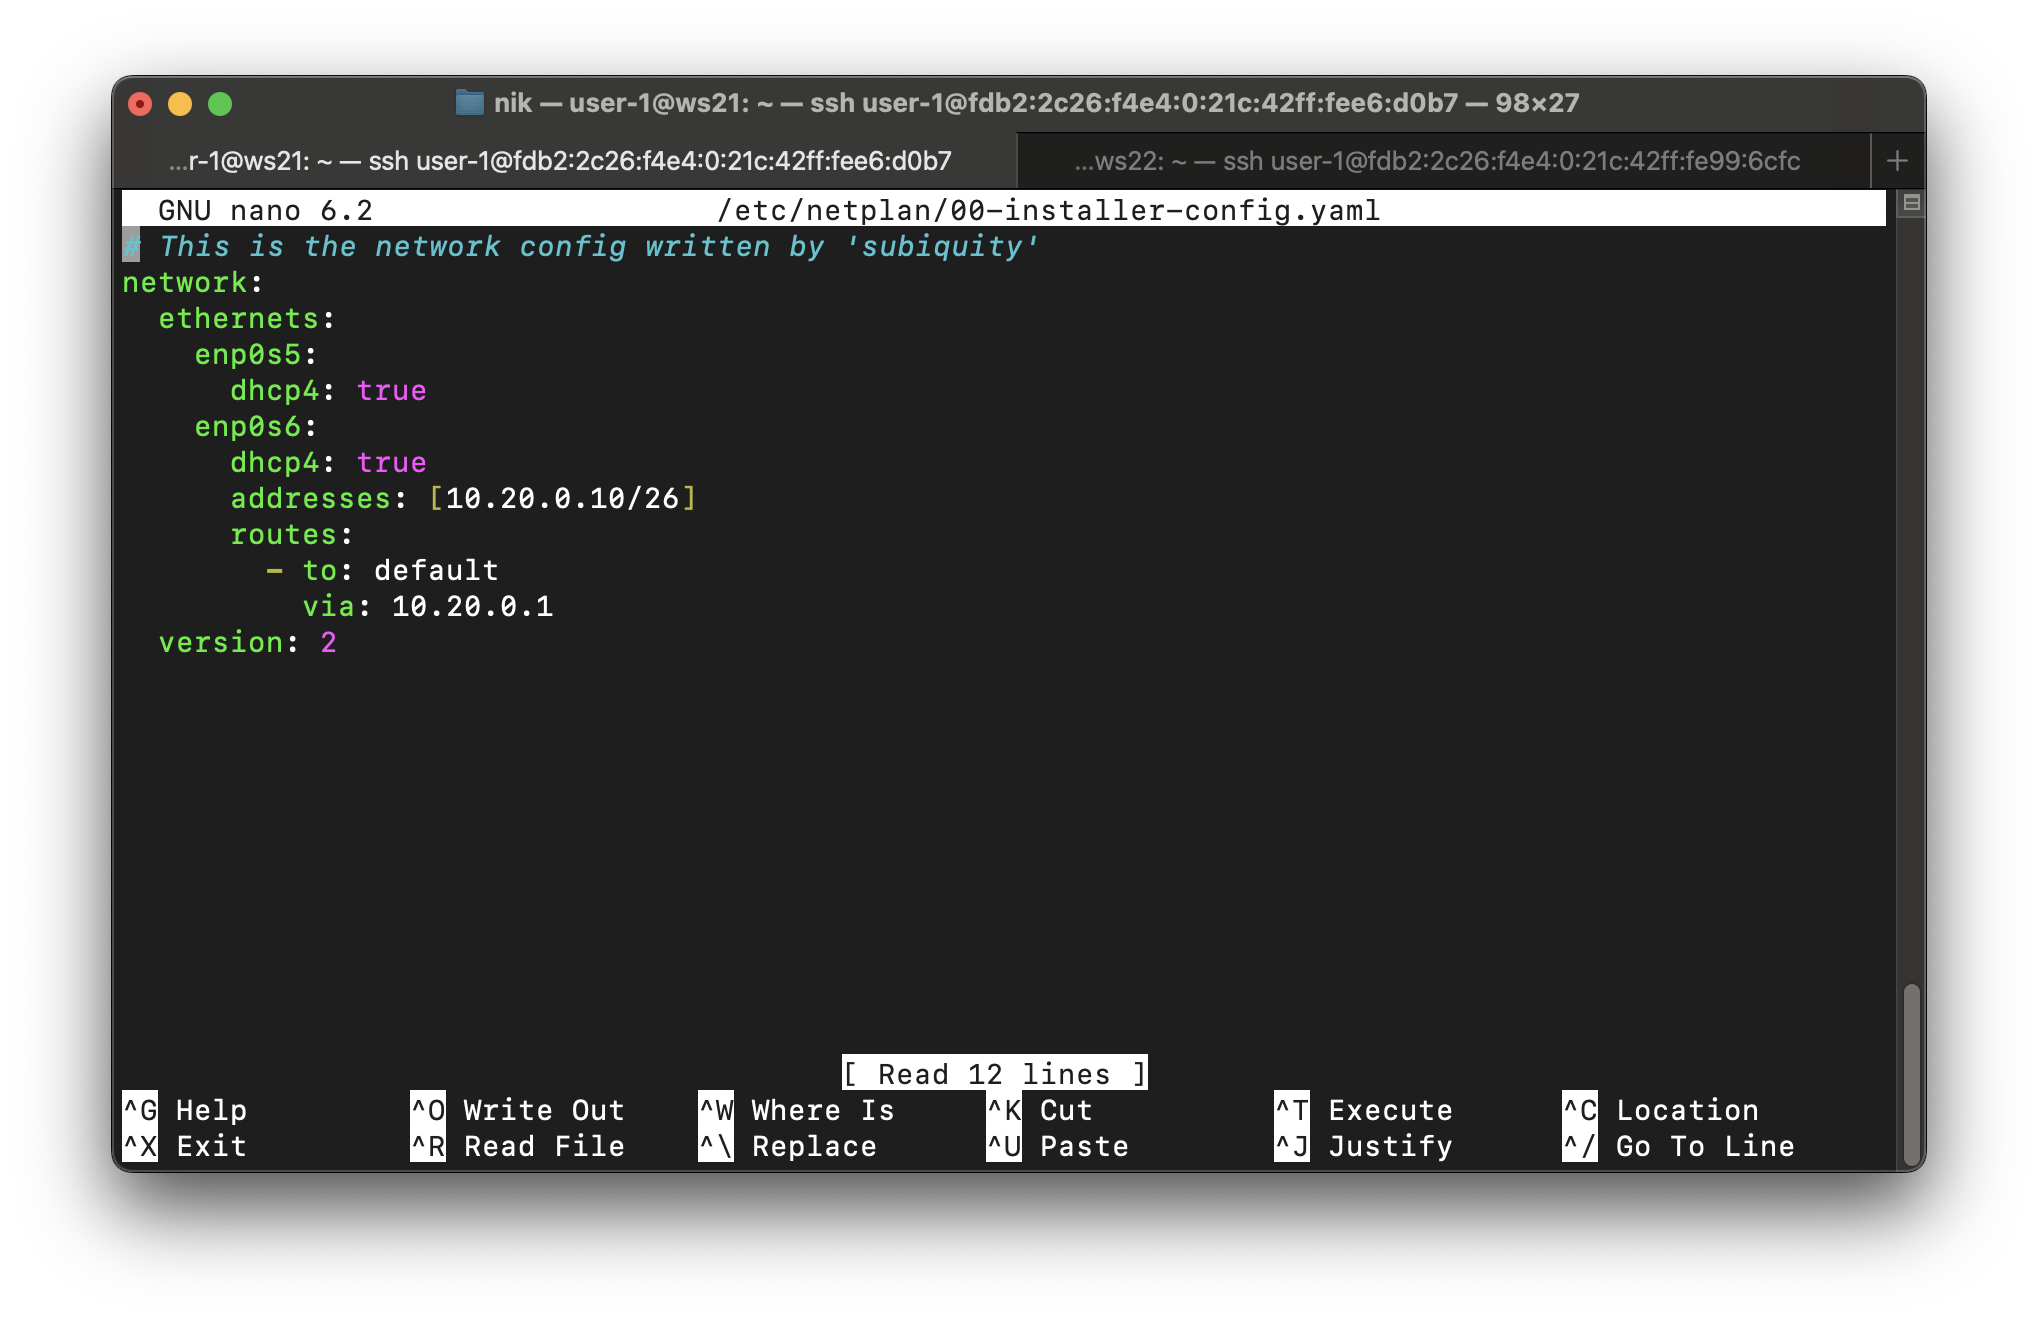 nik — user-1@ws21: ~ — ssh user-1@fdb2:2c26:f4e4:0:21c:42ff:fee6:d0b7 — 98×27
...r-1@ws21: ~ — ssh user-1@fdb2:2c26:f4e4:0:21c:42ff:fee6:d0b7
...ws22: ~ — ssh user-1@fdb2:2c26:f4e4:0:21c:42ff:fe99:6cfc
+
GNU nano 6.2 /etc/netplan/00-installer-config.yaml
# This is the network config written by 'subiquity'
network:
  ethernets:
    enp0s5:
      dhcp4: true
    enp0s6:
      dhcp4: true
      addresses: [10.20.0.10/26]
      routes:
        - to: default
          via: 10.20.0.1
  version: 2
[ Read 12 lines ]
^G Help ^O Write Out ^W Where Is ^K Cut ^T Execute ^C Location
^X Exit ^R Read File ^\ Replace ^U Paste ^J Justify ^/ Go To Line